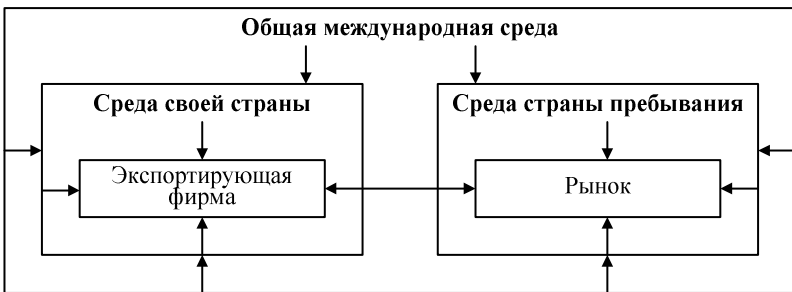 Общая международная среда
Среда своей страны
Среда страны пребывания
Экспортирующая
фирма
Рынок